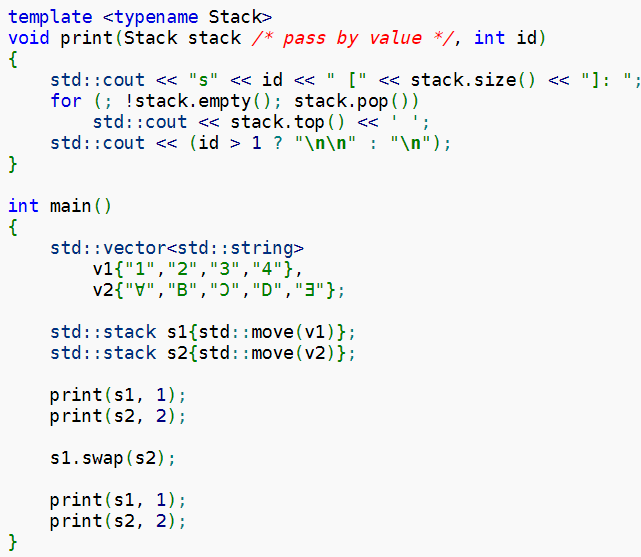 template <typename Stack>
void print(Stack stack /* pass by value */, int id)
{
    std::cout << "s" << id << " [" << stack.size() << "]: ";
    for (; !stack.empty(); stack.pop())
        std::cout << stack.top() << ' ';
    std::cout << (id > 1 ? "\n\n" : "\n");
}

int main()
{
    std::vector<std::string>
        v1{"1","2","3","4"},
        v2{"Ɐ","B","Ɔ","D","Ǝ"};

    std::stack s1{std::move(v1)};
    std::stack s2{std::move(v2)};

    print(s1, 1);
    print(s2, 2);

    s1.swap(s2);

    print(s1, 1);
    print(s2, 2);
}